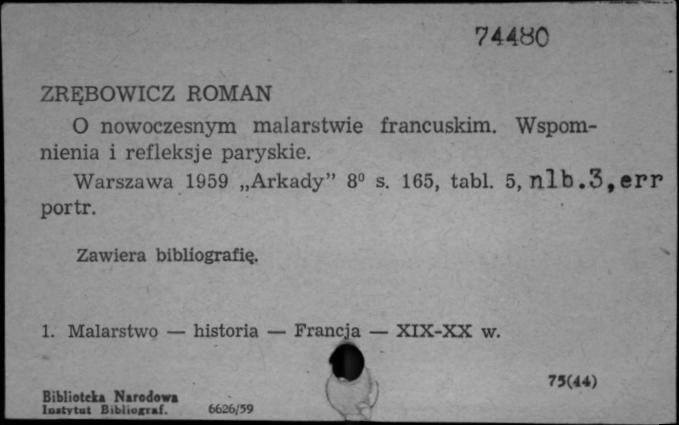 74480
ZRĘBOWICZ ROMAN
O nowoczesnym malarstwie francuskim. Wspom-
nienia i refleksje paryskie.
Warszawa 1959 „Arkady” 8⁰ s. 165, tabl. 5, nlb.3,err
portr.
Zawiera bibliografię.
1. Malarstwo — historia — Francja — XIX-XX w.
75(44)
Biblioteka Narodowa
Instytut Bibliograf. 6626/59